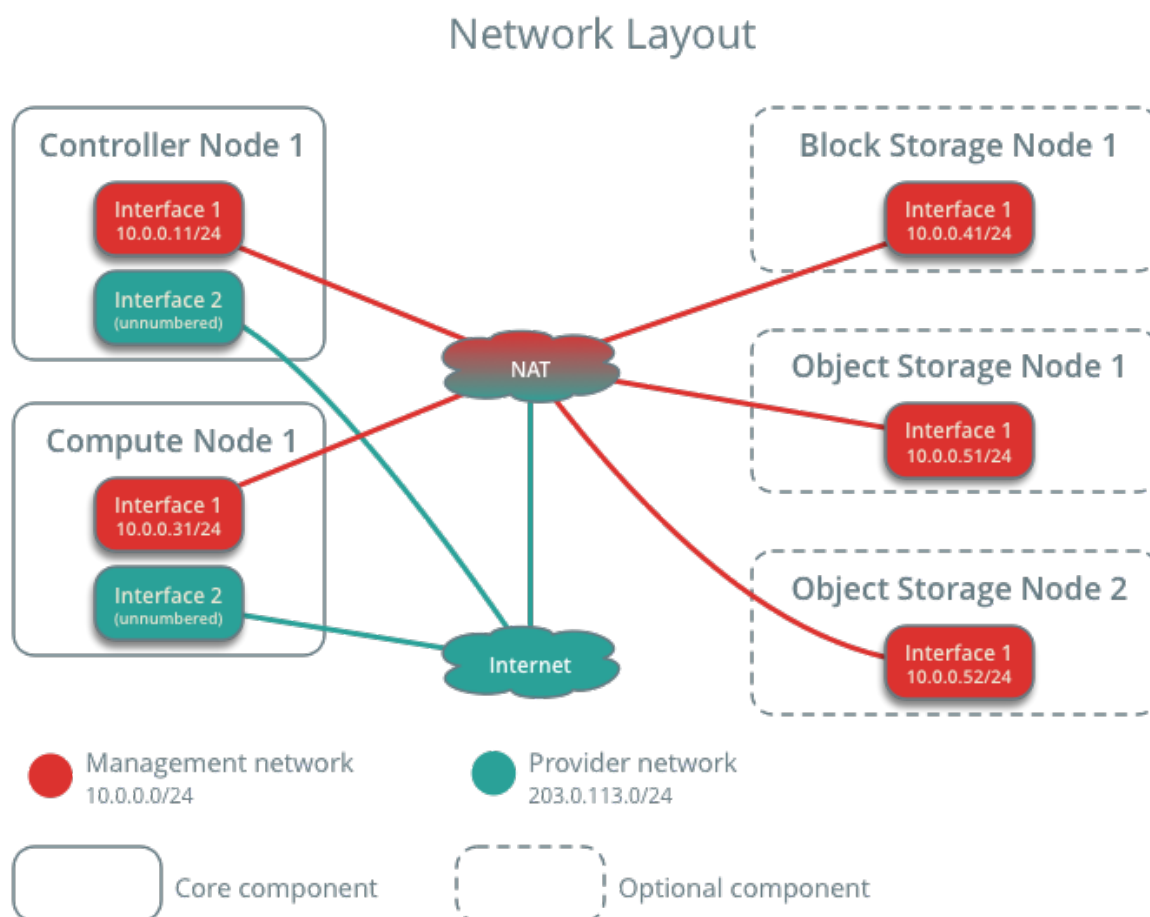 Network Layout
Controller Node 1
Interface 1
10.0.0.11/24
Interface 2
(unnumbered)
Compute Node 1
Interface 1
10.0.0.31/24
Interface 2
(unnumbered)
NAT
Internet
Block Storage Node 1
Interface 1
10.0.0.41/24
Object Storage Node 1
Interface 1
10.0.0.51/24
Object Storage Node 2
Interface 1
10.0.0.52/24
Management network
10.0.0.0/24
Provider network
203.0.113.0/24
Core component
Optional component